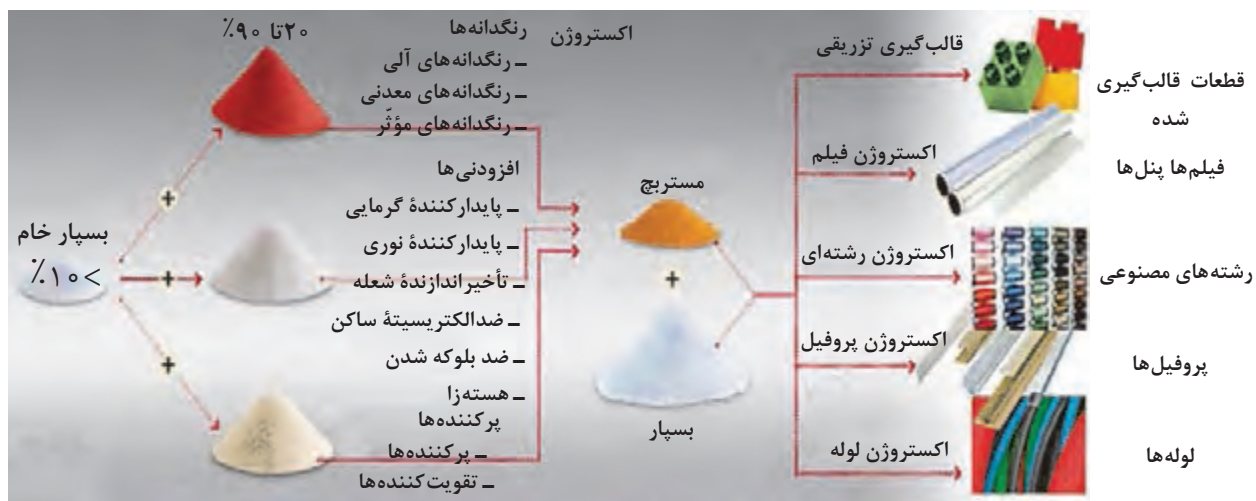 ۲۰ تا ۹۰٪
بسپار خام
٪۱۰<
+
+
+
رنگدانه‌ها
ـ رنگدانه‌های آلی
ـ رنگدانه‌های معدنی
ـ رنگدانه‌های مؤثّر
افزودنی‌ها
ـ پایدارکنندهٔ گرمایی
ـ پایدارکنندهٔ نوری
ـ تأخیراندازندهٔ شعله
ـ ضدالکتریسیتهٔ ساکن
ـ ضد بلوکه شدن
ـ هسته‌زا
پرکننده‌ها
ـ پرکننده‌ها
ـ تقویت‌کننده‌ها
اکستروژن
مستربچ
+
بسپار
قالب‌گیری تزریقی
قطعات قالب‌گیری
شده
اکستروژن فیلم
فیلم‌ها پنل‌ها
اکستروژن رشته‌ای
رشته‌های مصنوعی
اکستروژن پروفیل
پروفیل‌ها
اکستروژن لوله
لوله‌ها